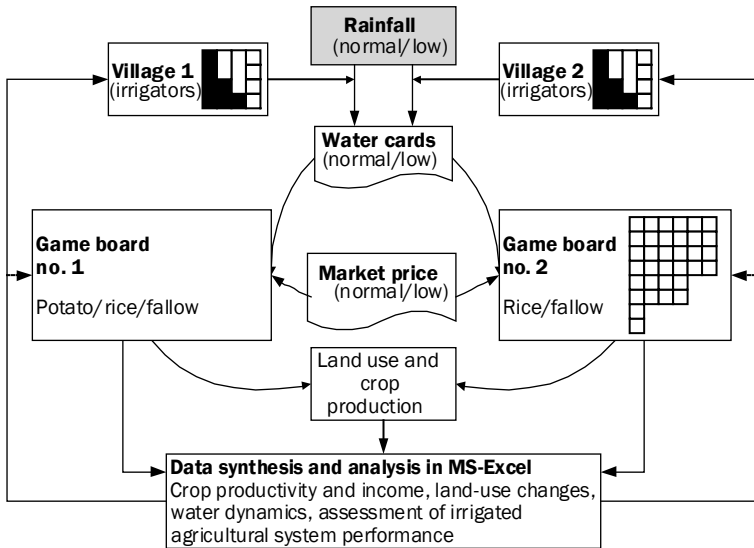 Rainfall
(normal/low)
Village 1
(irrigators)
Village 2
(irrigators)
Water cards
(normal/low)
Game board
no. 1
Potato/rice/fallow
Market price
(normal/low)
Game board
no. 2
Rice/fallow
Land use and
crop
production
Data synthesis and analysis in MS-Excel
Crop productivity and income, land-use changes,
water dynamics, assessment of irrigated
agricultural system performance